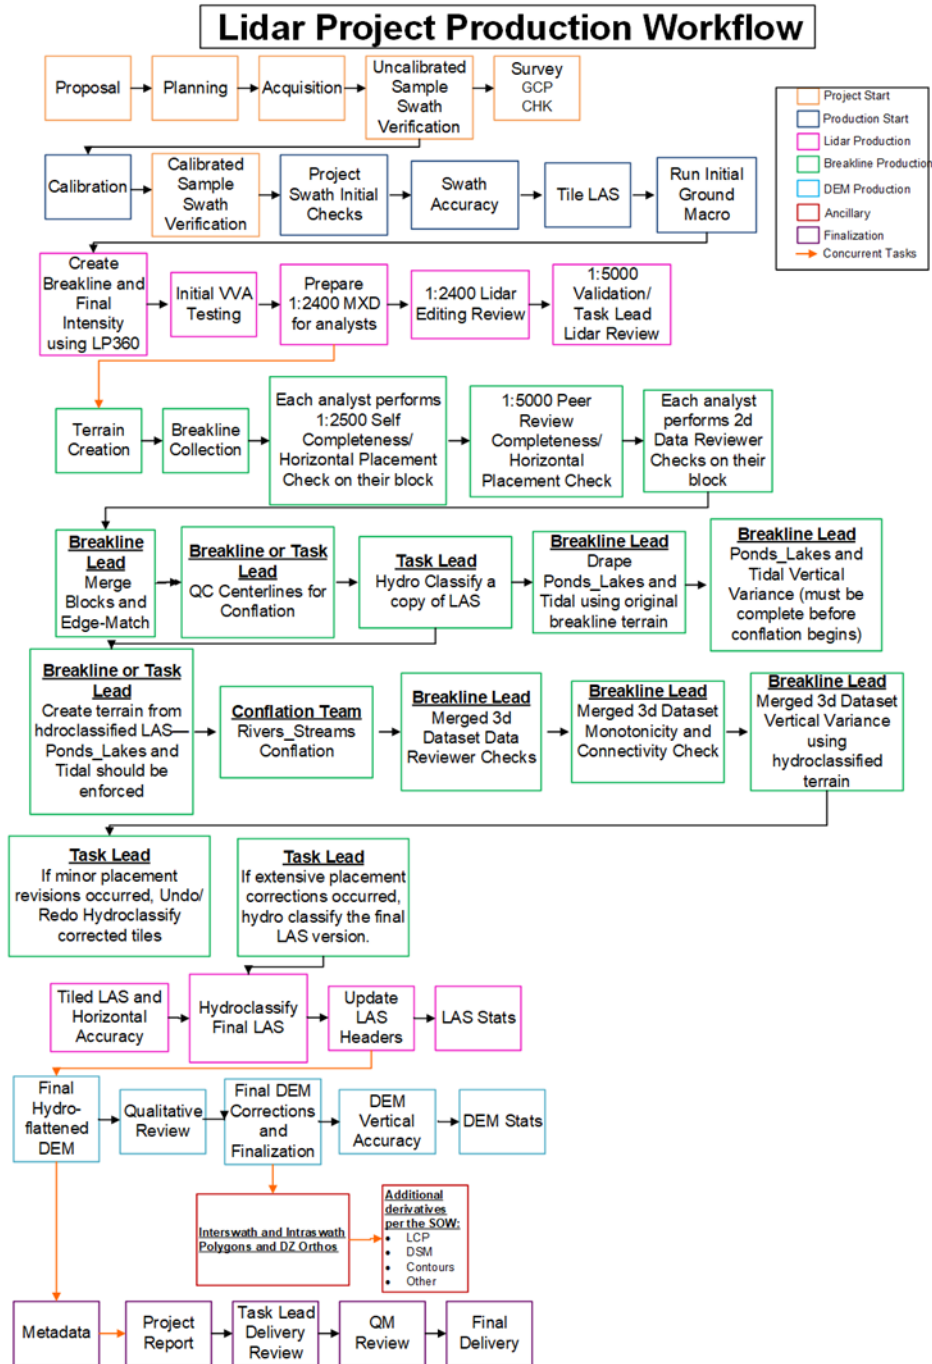 Lidar Project Production Workflow
Proposal
Planning
Acquisition
Uncalibrated
Sample
Swath
Verification
Survey
GCP
CHK
Project Start
Production Start
Lidar Production
Breakline Production
DEM Production
Ancillary
Finalization
Concurrent Tasks
Calibration
Calibrated
Sample
Swath
Verification
Project
Swath Initial
Checks
Swath
Accuracy
Tile LAS
Run Initial
Ground
Macro
Create
Breakline and
Final
Intensity
using LP360
Initial VVA
Testing
Prepare
1:2400 MXD
for analysts
1:2400 Lidar
Editing Review
1:5000
Validation/
Task Lead
Lidar Review
Terrain
Creation
Breakline
Collection
Each analyst performs
1:2500 Self
Completeness/
Horizontal Placement
Check on their block
1:5000 Peer
Review
Completeness/
Horizontal
Placement Check
Each analyst
performs 2d
Data Reviewer
Checks on their
block
Breakline
Lead
Merge
Blocks and
Edge-Match
Breakline or Task
Lead
QC Centerlines for
Conflation
Task Lead
Hydro Classify a
copy of LAS
Breakline Lead
Drape
Ponds_Lakes and
Tidal using original
breakline terrain
Breakline Lead
Ponds_Lakes and
Tidal Vertical
Variance (must be
complete before
conflation begins)
Breakline or Task
Lead
Create terrain from
hdroclassified LAS—
Ponds_Lakes and
Tidal should be
enforced
Conflation Team
Rivers_Streams
Conflation
Breakline Lead
Merged 3d
Dataset Data
Reviewer Checks
Breakline Lead
Merged 3d Dataset
Monotonicity and
Connectivity Check
Breakline Lead
Merged 3d Dataset
Vertical Variance
using
hydroclassified
terrain
Task Lead
If minor placement
revisions occurred, Undo/
Redo Hydroclassify
corrected tiles
Task Lead
If extensive placement
corrections occurred,
hydro classify the final
LAS version.
Tiled LAS and
Horizontal
Accuracy
Hydroclassify
Final LAS
Update
LAS
Headers
LAS Stats
Final
Hydro-
flattened
DEM
Qualitative
Review
Final DEM
Corrections
and
Finalization
DEM
Vertical
Accuracy
DEM Stats
Interswath and Intraswath
Polygons and DZ Orthos
Additional
derivatives
per the SOW:
• LCP
• DSM
• Contours
• Other
Metadata
Project
Report
Task Lead
Delivery
Review
QM
Review
Final
Delivery